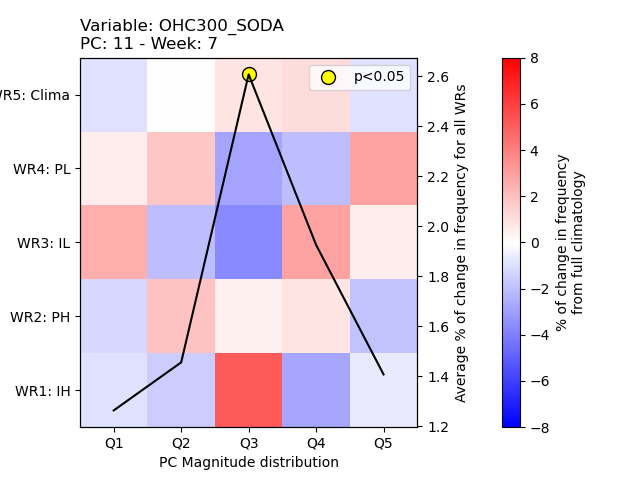 Variable: OHC300_SODA
PC: 11 - Week: 7
p<0.05
WR5: Clima
WR4: PL
WR3: IL
WR2: PH
WR1: IH
Q1 Q2 Q3 Q4 Q5
PC Magnitude distribution
2.6
2.4
2.2
2.0
1.8
1.6
1.4
1.2
Average % of change in frequency for all WRs
8
6
4
2
0
−2
−4
−6
−8
% of change in frequency
from full climatology